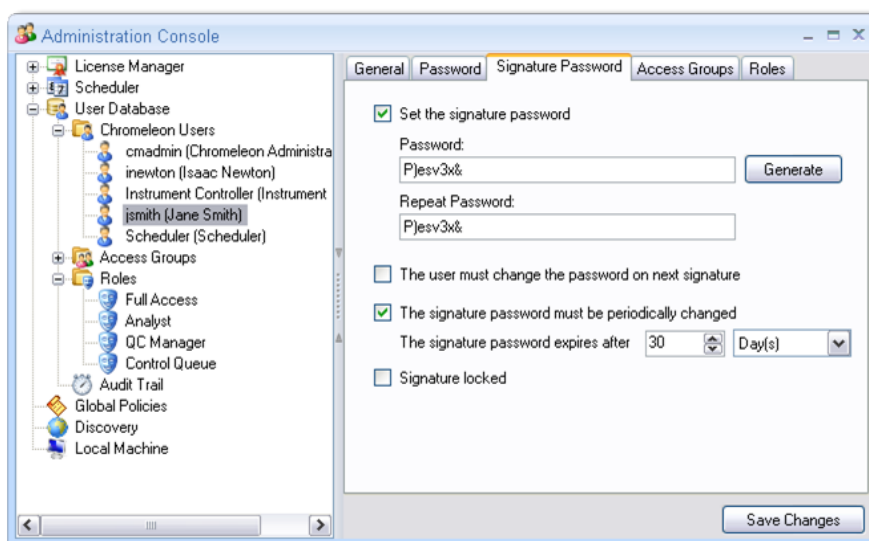 Administration Console
License Manager
Scheduler
User Database
Chromeleon Users
cmadmin (Chromeleon Administra
inewton (Isaac Newton)
Instrument Controller (Instrument
jsmith (Jane Smith)
Scheduler (Scheduler)
Access Groups
Roles
Full Access
Analyst
QC Manager
Control Queue
Audit Trail
Global Policies
Discovery
Local Machine
General Password Signature Password Access Groups Roles
Set the signature password
Password:
P)esv3x& Generate
Repeat Password:
P)esv3x&
The user must change the password on next signature
The signature password must be periodically changed
The signature password expires after 30 Day(s)
Signature locked
Save Changes